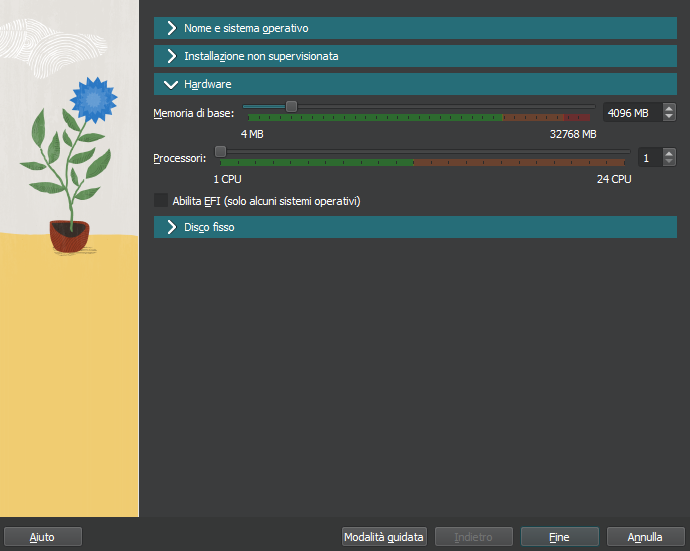 Nome e sistema operativo
Installazione non supervisionata
Hardware
Memoria di base: 4096 MB
4 MB 32768 MB
Processori: 1
1 CPU 24 CPU
Abilita EFI (solo alcuni sistemi operativi)
Disco fisso
Aiuto Modalità guidata Indietro Fine Annulla